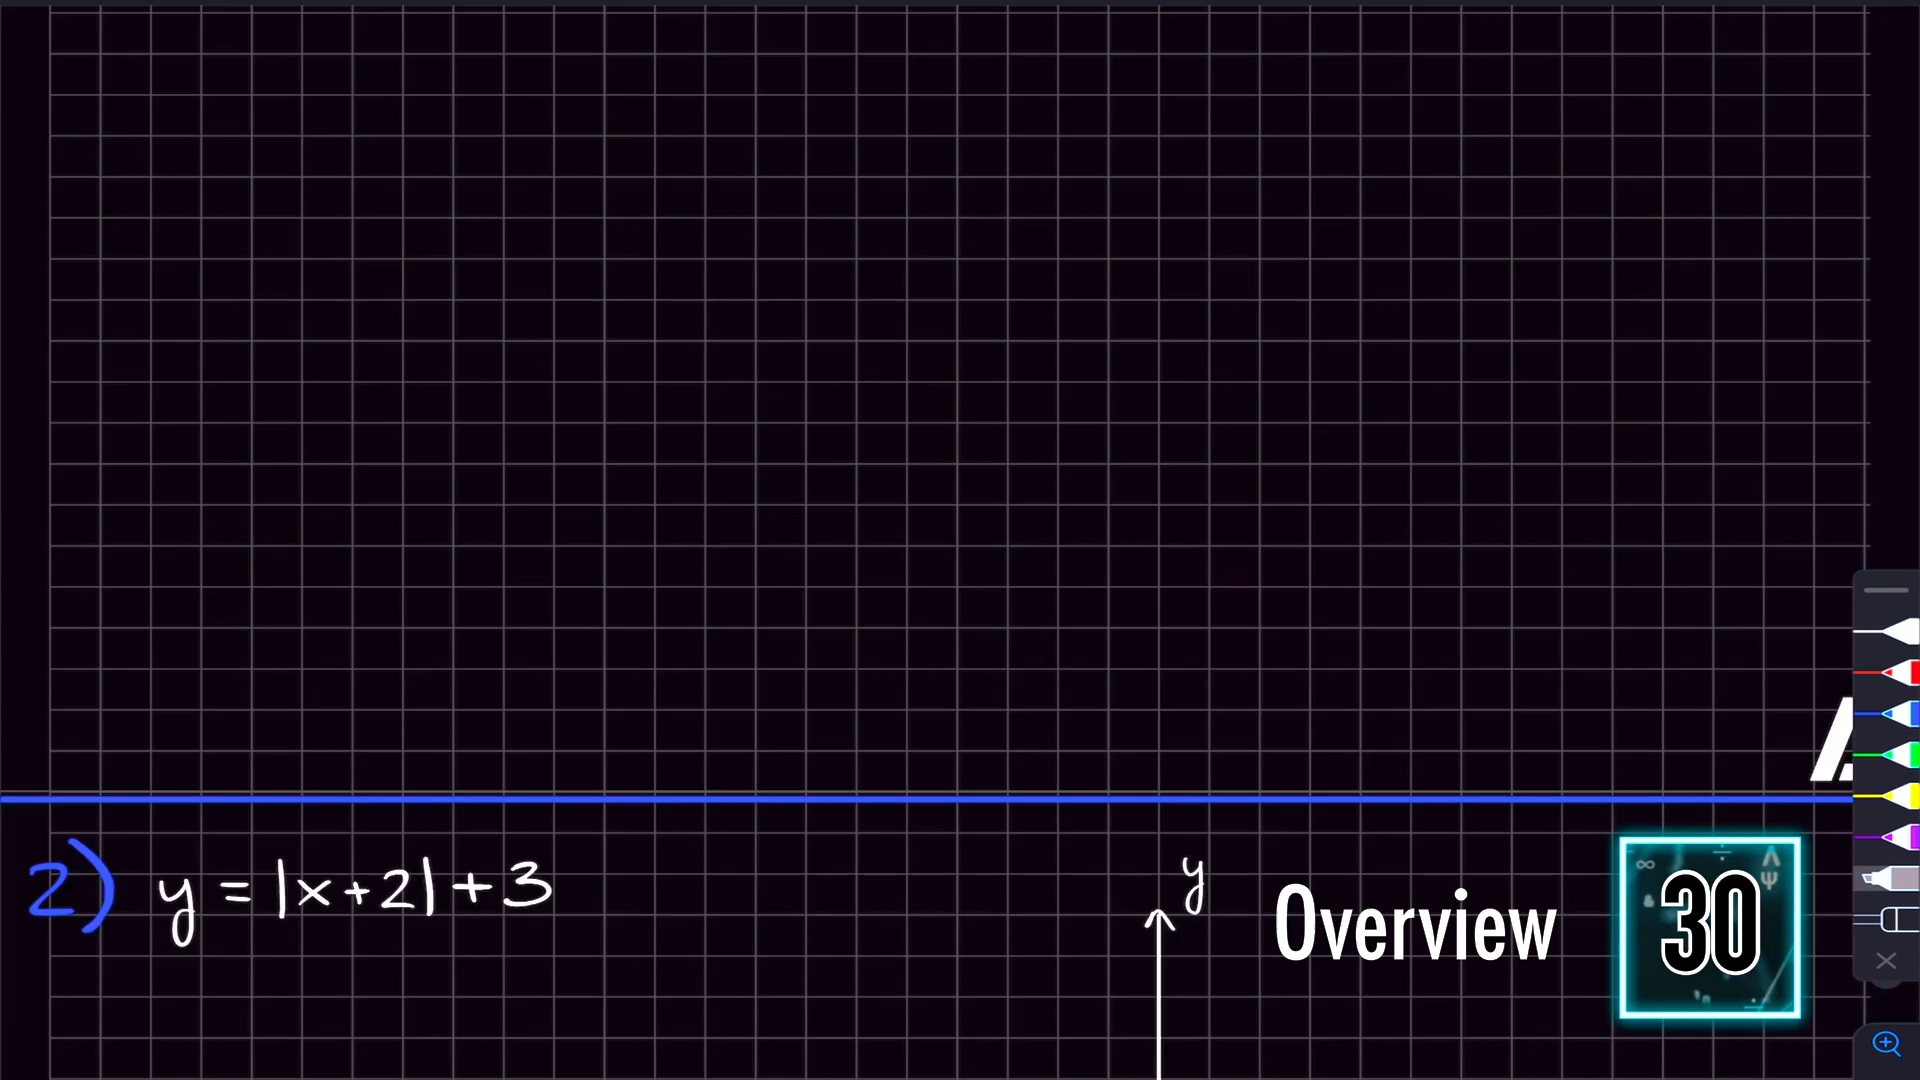 2) y = |x+2|+3
y
Overview
30